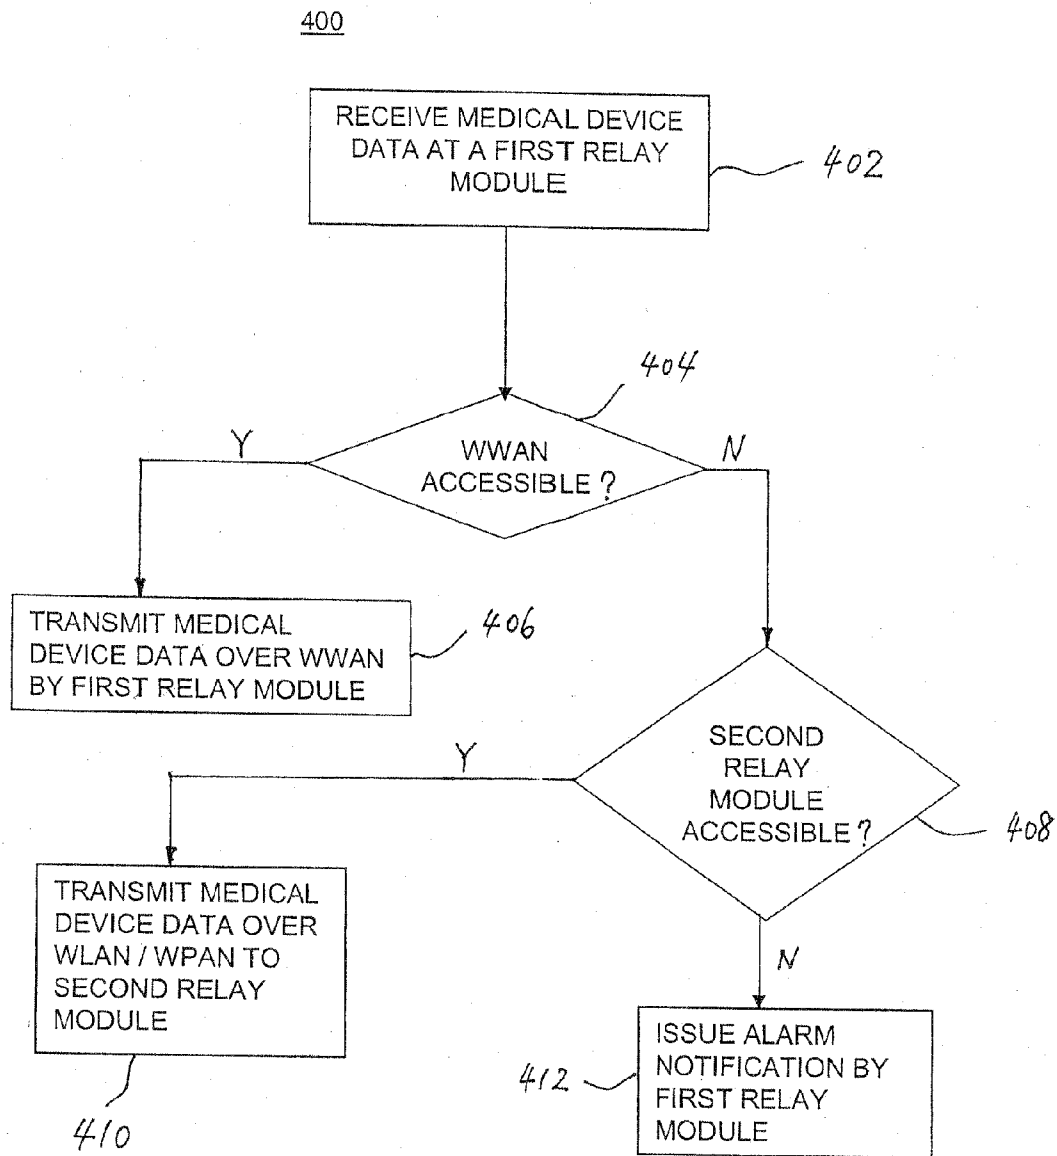 400
RECEIVE MEDICAL DEVICE
DATA AT A FIRST RELAY
MODULE
402
404
WWAN
ACCESSIBLE ?
Y
N
TRANSMIT MEDICAL
DEVICE DATA OVER WWAN
BY FIRST RELAY MODULE
406
SECOND
RELAY
MODULE
ACCESSIBLE ?
408
Y
N
TRANSMIT MEDICAL
DEVICE DATA OVER
WLAN / WPAN TO
SECOND RELAY
MODULE
410
ISSUE ALARM
NOTIFICATION BY
FIRST RELAY
MODULE
412